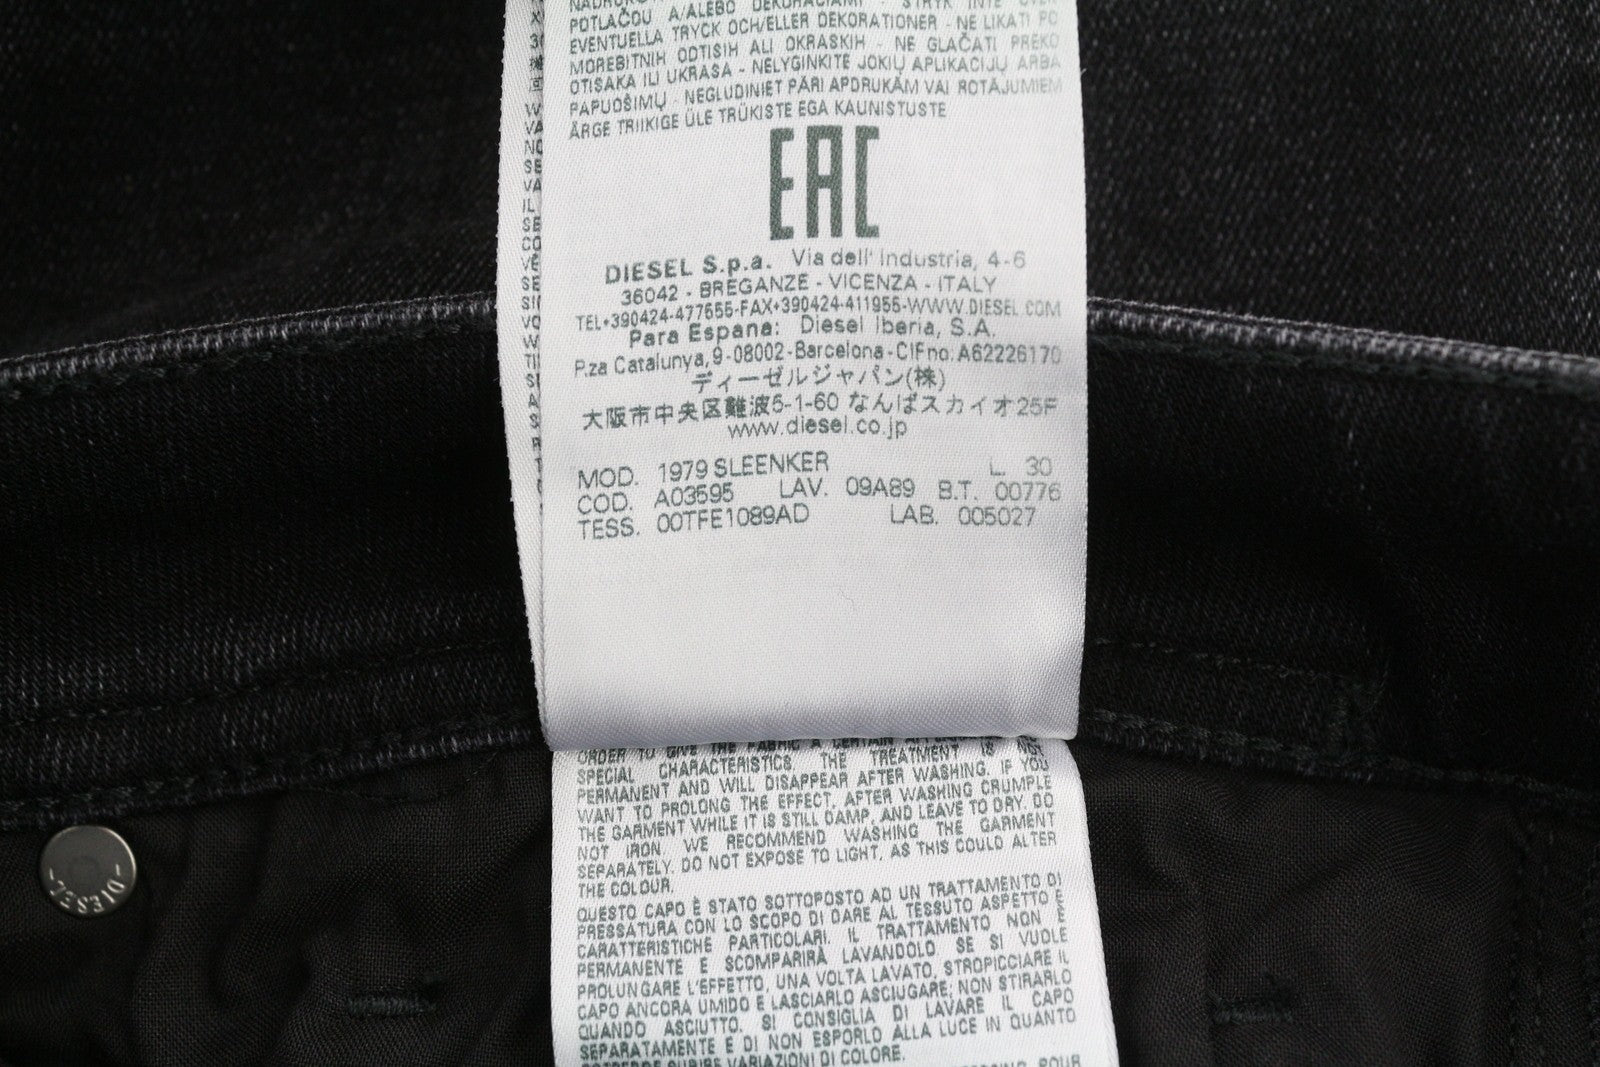 POTLAČOU A/ALEBO DEKORÁCIAMI - STRYK INTE ÖVER
EVENTUELLA TRYCK OCH/ELLER DEKORATIONER - NE LIKATI PO
MOREBITNIH ODTISIH ALI OKRASKIH - NE GLAČATI PREKO
OTISAKA ILI UKRASA - NELYGINKITE JOKIŲ APLIKACIJŲ ARBA
PAPUOŠIMŲ - NEGLUDINIET PĀRI APDRUKĀM VAI ROTĀJUMIEM
ÄRGE TRIIKIGE ÜLE TRÜKISTE EGA KAUNISTUSTE
EAC
DIESEL S.p.a. Via dell' Industria, 4-6
36042 - BREGANZE - VICENZA - ITALY
TEL+390424-477555-FAX+390424-411955-WWW.DIESEL.COM
Para Espana: Diesel Iberia, S.A.
P.za Catalunya, 9-08002-Barcelona-CIFno.A62226170
ディーゼルジャパン(株)
大阪市中央区難波5-1-60 なんばスカイオ25F
www.diesel.co.jp
MOD. 1979 SLEENKER L. 30
COD. A03595 LAV. 09A89 B.T. 00776
TESS. 00TFE1089AD LAB. 005027
ORDER TO GIVE THE FABRIC A CERTAIN
SPECIAL CHARACTERISTICS. THE TREATMENT IS NOT
PERMANENT AND WILL DISAPPEAR AFTER WASHING. IF YOU
WANT TO PROLONG THE EFFECT, AFTER WASHING CRUMPLE
THE GARMENT WHILE IT IS STILL DAMP, AND LEAVE TO DRY. DO
NOT IRON. WE RECOMMEND WASHING THE GARMENT
SEPARATELY. DO NOT EXPOSE TO LIGHT, AS THIS COULD ALTER
THE COLOUR.
QUESTO CAPO È STATO SOTTOPOSTO AD UN TRATTAMENTO DI
PRESSATURA CON LO SCOPO DI DARE AL TESSUTO ASPETTO E
CARATTERISTICHE PARTICOLARI. IL TRATTAMENTO NON È
PERMANENTE E SCOMPARIRÀ LAVANDOLO. SE SI VUOLE
PROLUNGARE L'EFFETTO, UNA VOLTA LAVATO, STROPICCIARE IL
CAPO ANCORA UMIDO E LASCIARLO ASCIUGARE; NON STIRARLO
QUANDO ASCIUTTO. SI CONSIGLIA DI LAVARE IL CAPO
SEPARATAMENTE E DI NON ESPORLO ALLA LUCE IN QUANTO
POTREBBE SUBIRE VARIAZIONI DI COLORE.
DIESEL